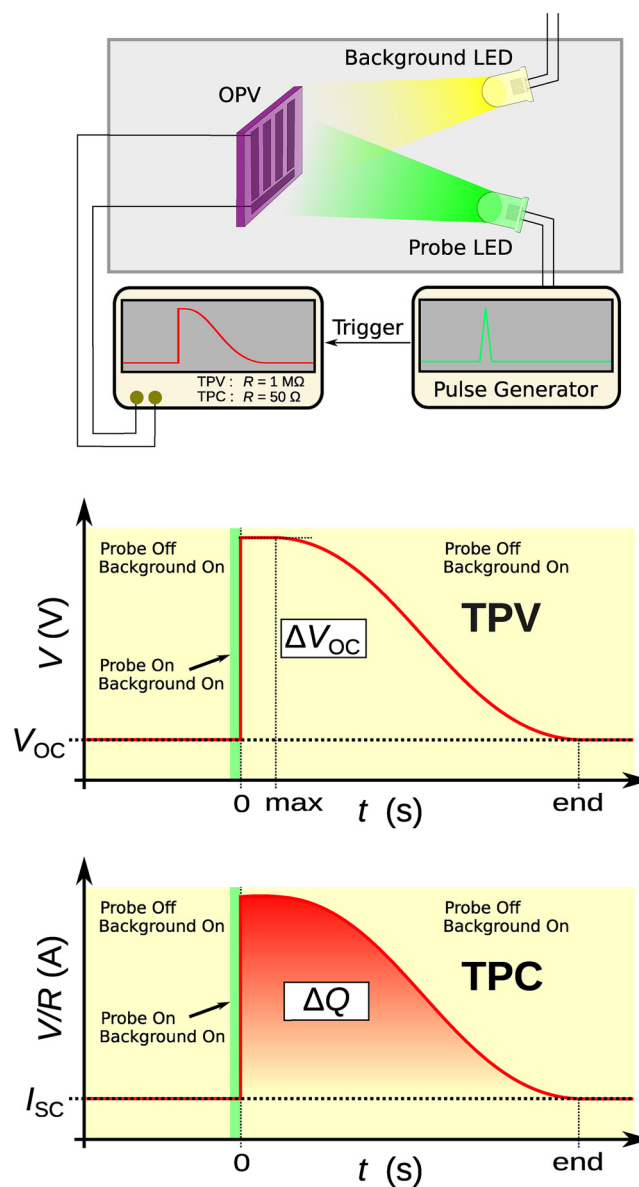 Background LED
OPV
Probe LED
Trigger
TPV : R = 1 MΩ
TPC : R = 50 Ω
Pulse Generator
V (V)
Probe Off
Background On
Probe Off
Background On
TPV
ΔVOC
Probe On
Background On
VOC
0
max
t (s)
end
V/R (A)
Probe Off
Background On
Probe Off
Background On
TPC
ΔQ
Probe On
Background On
ISC
0
t (s)
end